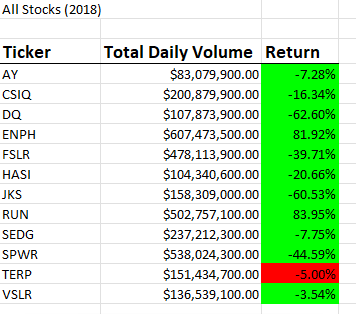 All Stocks (2018)
Ticker Total Daily Volume Return
AY $83,079,900.00 -7.28%
CSIQ $200,879,900.00 -16.34%
DQ $107,873,900.00 -62.60%
ENPH $607,473,500.00 81.92%
FSLR $478,113,900.00 -39.71%
HASI $104,340,600.00 -20.66%
JKS $158,309,000.00 -60.53%
RUN $502,757,100.00 83.95%
SEDG $237,212,300.00 -7.75%
SPWR $538,024,300.00 -44.59%
TERP $151,434,700.00 -5.00%
VSLR $136,539,100.00 -3.54%